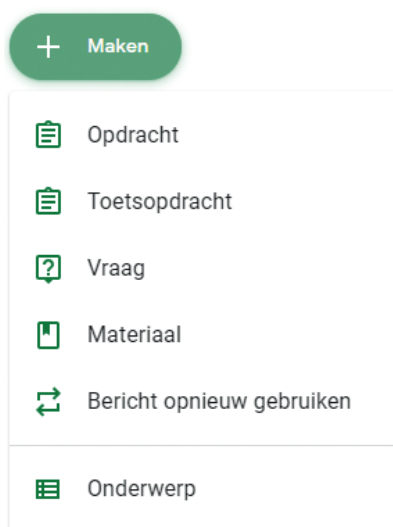 Maken
Opdracht
Toetsopdracht
Vraag
Materiaal
Bericht opnieuw gebruiken
Onderwerp